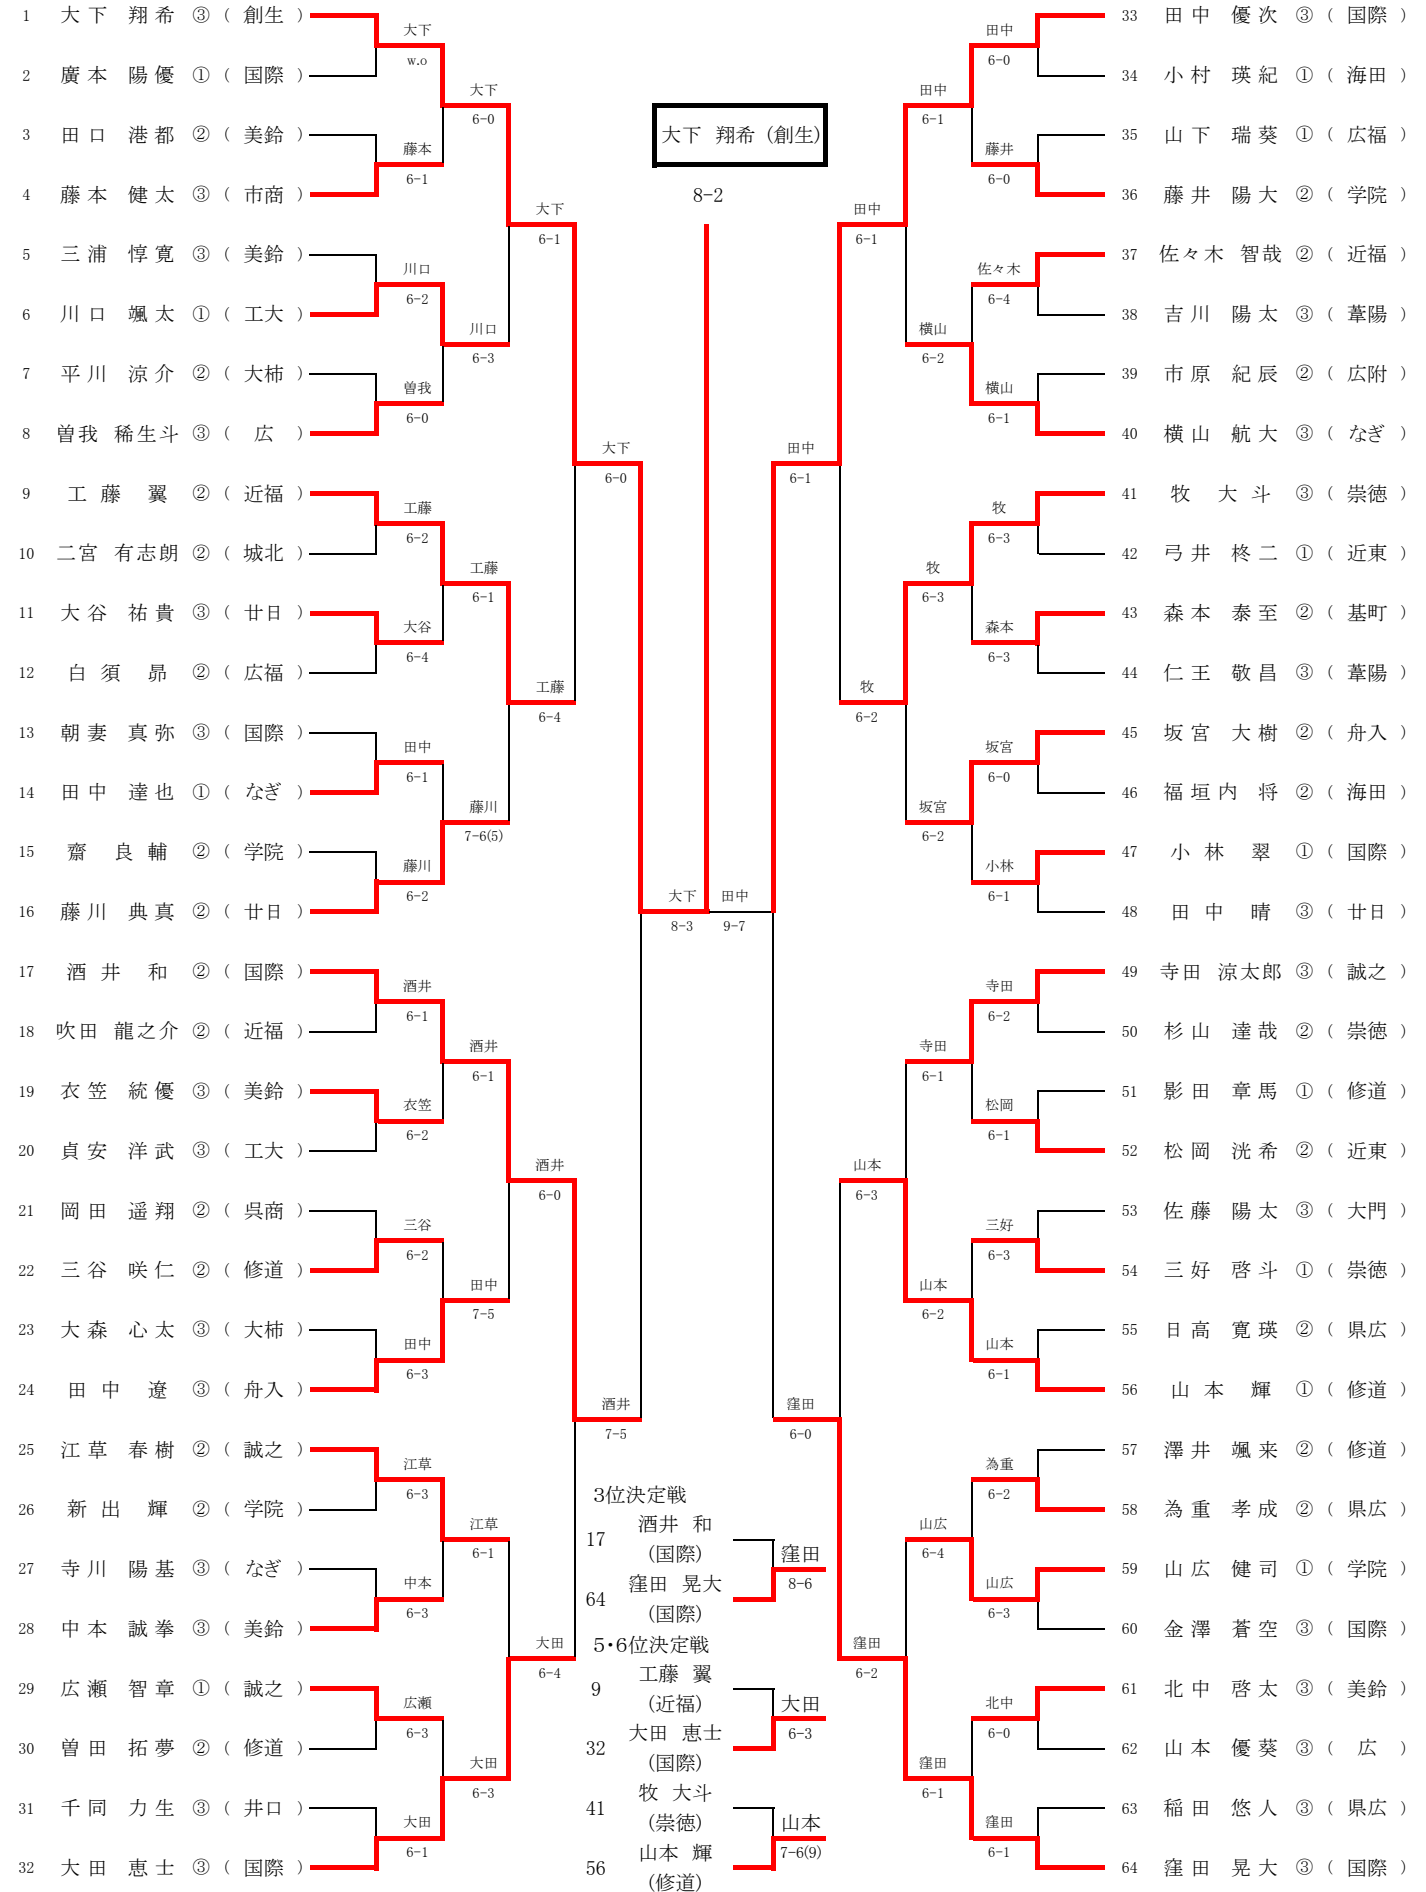 1 大下 翔希 ③ ( 創生 )
2 廣本 陽優 ① ( 国際 )
3 田口 港都 ② ( 美鈴 )
4 藤本 健太 ③ ( 市商 )
5 三浦 惇寛 ③ ( 美鈴 )
6 川口 颯太 ① ( 工大 )
7 平川 涼介 ② ( 大柿 )
8 曽我 稀生斗 ③ ( 広 )
9 工藤 翼 ② ( 近福 )
10 二宮 有志朗 ② ( 城北 )
11 大谷 祐貴 ③ ( 廿日 )
12 白須 昴 ② ( 広福 )
13 朝妻 真弥 ③ ( 国際 )
14 田中 達也 ① ( なぎ )
15 齋 良輔 ② ( 学院 )
16 藤川 典真 ② ( 廿日 )
17 酒井 和 ② ( 国際 )
18 吹田 龍之介 ② ( 近福 )
19 衣笠 統優 ③ ( 美鈴 )
20 貞安 洋武 ③ ( 工大 )
21 岡田 遥翔 ② ( 呉商 )
22 三谷 咲仁 ② ( 修道 )
23 大森 心太 ③ ( 大柿 )
24 田中 遼 ③ ( 舟入 )
25 江草 春樹 ② ( 誠之 )
26 新出 輝 ② ( 学院 )
27 寺川 陽基 ③ ( なぎ )
28 中本 誠拳 ③ ( 美鈴 )
29 広瀬 智章 ① ( 誠之 )
30 曽田 拓夢 ② ( 修道 )
31 千同 力生 ③ ( 井口 )
32 大田 恵士 ③ ( 国際 )
大下
w.o
藤本
6-1
川口
6-2
曽我
6-0
工藤
6-2
大谷
6-4
田中
6-1
藤川
6-2
酒井
6-1
衣笠
6-2
三谷
6-2
田中
6-3
江草
6-3
中本
6-3
広瀬
6-3
大田
6-1
大下
6-0
川口
6-3
工藤
6-1
藤川
7-6(5)
酒井
6-1
田中
7-5
江草
6-1
大田
6-3
大下
6-1
工藤
6-4
酒井
6-0
大田
6-4
大下
6-0
酒井
7-5
大下 翔希 (創生)
8-2
大下
8-3
田中
9-7
3位決定戦
17 酒井 和
(国際)
64 窪田 晃大
(国際)
窪田
8-6
5・6位決定戦
9 工藤 翼
(近福)
32 大田 恵士
(国際)
大田
6-3
41 牧 大斗
(崇徳)
56 山本 輝
(修道)
山本
7-6(9)
田中
6-1
窪田
6-0
田中
6-1
牧
6-2
山本
6-3
窪田
6-2
田中
6-1
横山
6-2
牧
6-3
坂宮
6-2
寺田
6-1
山本
6-2
山広
6-4
窪田
6-1
田中
6-0
藤井
6-0
佐々木
6-4
横山
6-1
牧
6-3
森本
6-3
坂宮
6-0
小林
6-1
寺田
6-2
松岡
6-1
三好
6-3
山本
6-1
為重
6-2
山広
6-3
北中
6-0
窪田
6-1
33 田中 優次 ③ ( 国際 )
34 小村 瑛紀 ① ( 海田 )
35 山下 瑞葵 ① ( 広福 )
36 藤井 陽大 ② ( 学院 )
37 佐々木 智哉 ② ( 近福 )
38 吉川 陽太 ③ ( 葦陽 )
39 市原 紀辰 ② ( 広附 )
40 横山 航大 ③ ( なぎ )
41 牧 大斗 ③ ( 崇徳 )
42 弓井 柊二 ① ( 近東 )
43 森本 泰至 ② ( 基町 )
44 仁王 敬昌 ③ ( 葦陽 )
45 坂宮 大樹 ② ( 舟入 )
46 福垣内 将 ② ( 海田 )
47 小林 翠 ① ( 国際 )
48 田中 晴 ③ ( 廿日 )
49 寺田 涼太郎 ③ ( 誠之 )
50 杉山 達哉 ② ( 崇徳 )
51 影田 章馬 ① ( 修道 )
52 松岡 洸希 ② ( 近東 )
53 佐藤 陽太 ③ ( 大門 )
54 三好 啓斗 ① ( 崇徳 )
55 日高 寛瑛 ② ( 県広 )
56 山本 輝 ① ( 修道 )
57 澤井 颯来 ② ( 修道 )
58 為重 孝成 ② ( 県広 )
59 山広 健司 ① ( 学院 )
60 金澤 蒼空 ③ ( 国際 )
61 北中 啓太 ③ ( 美鈴 )
62 山本 優葵 ③ ( 広 )
63 稲田 悠人 ③ ( 県広 )
64 窪田 晃大 ③ ( 国際 )